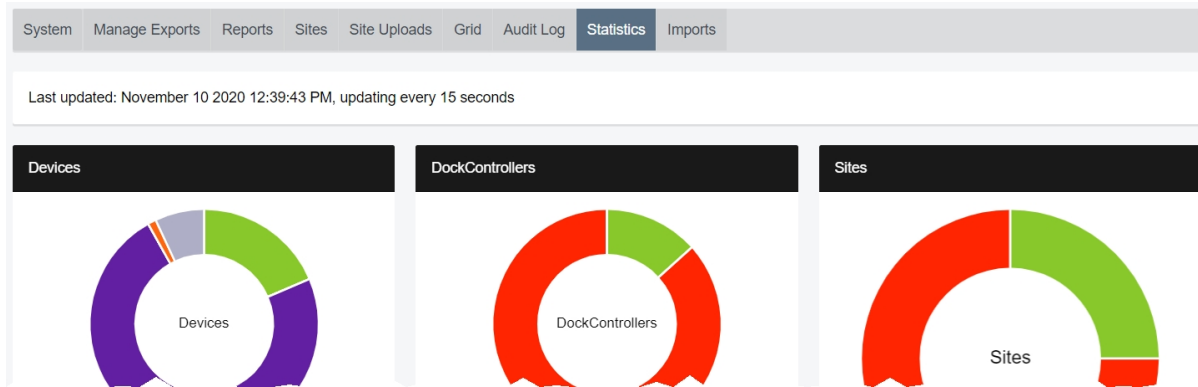 System Manage Exports Reports Sites Site Uploads Grid Audit Log Statistics Imports
Last updated: November 10 2020 12:39:43 PM, updating every 15 seconds
Devices
DockControllers
Sites
Devices
DockControllers
Sites